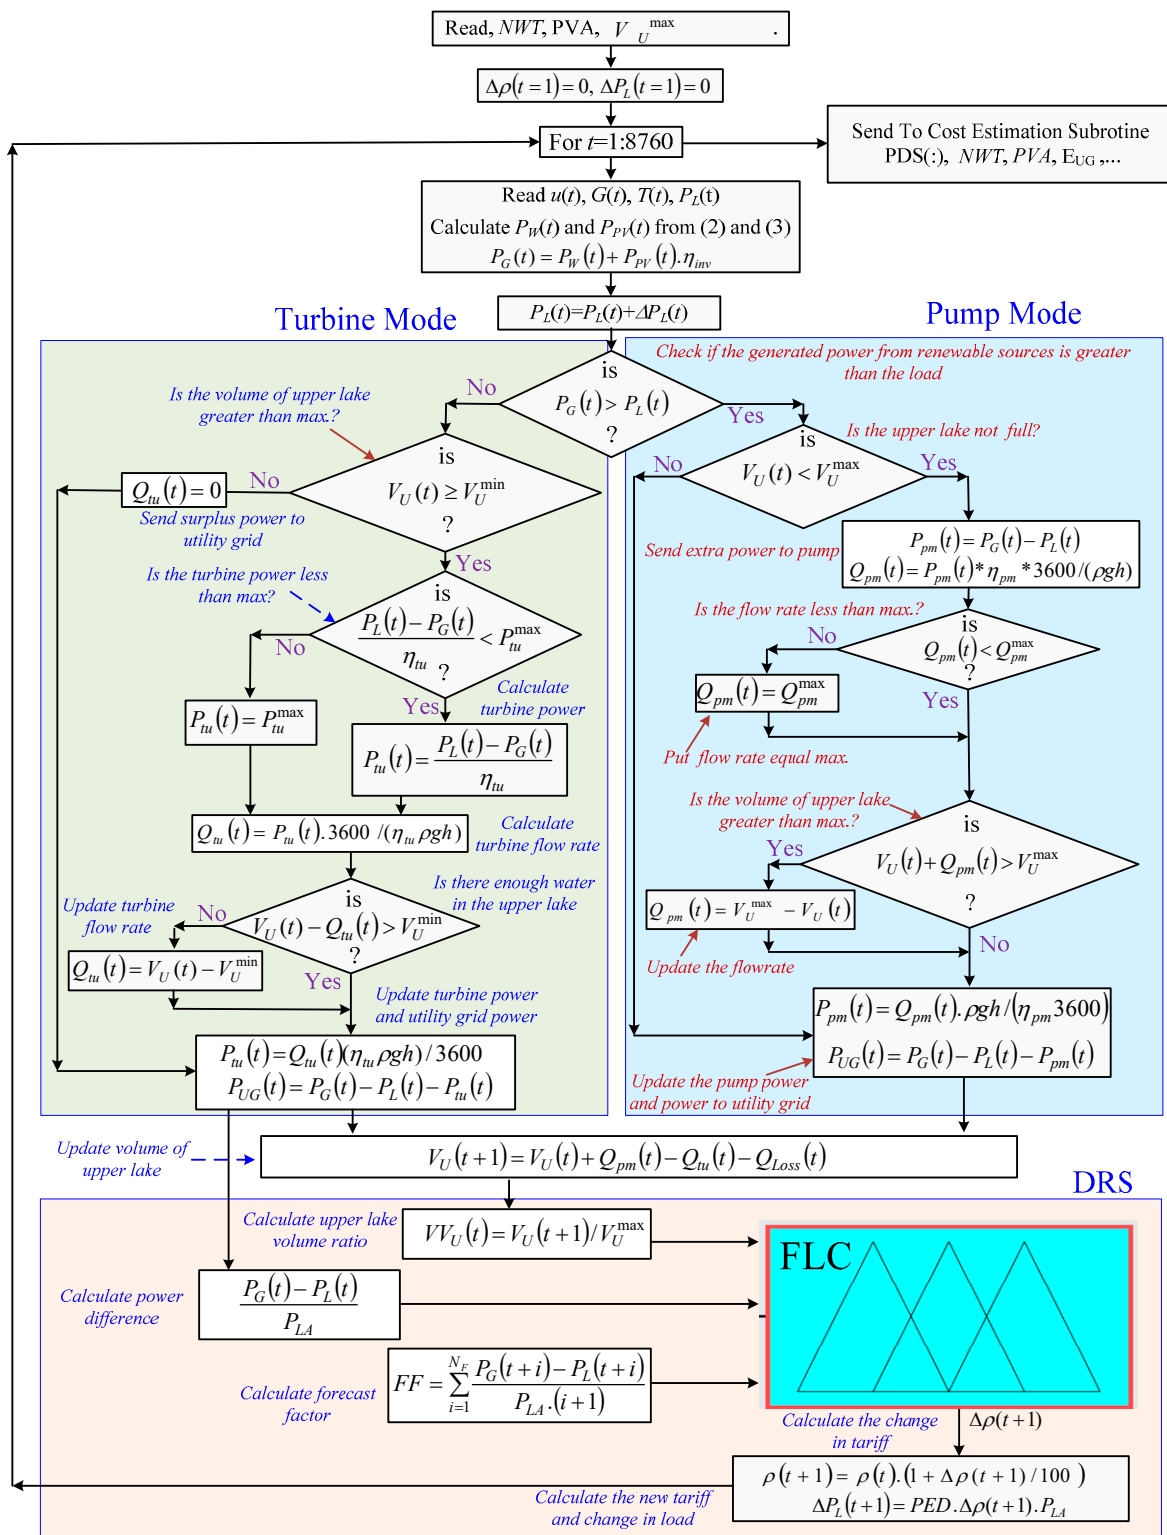 Read, NWT, PVA, V_U^max .
Δρ(t=1)=0, ΔP_L(t=1)=0
For t=1:8760
Send To Cost Estimation Subrotine
PDS(:), NWT, PVA, E_UG ,...
Read u(t), G(t), T(t), P_L(t)
Calculate P_W(t) and P_PV(t) from (2) and (3)
P_G(t) = P_W(t) + P_PV(t).η_inv
P_L(t)=P_L(t)+ΔP_L(t)
Turbine Mode
Pump Mode
Check if the generated power from renewable sources is greater
than the load
is
P_G(t) > P_L(t)
?
No
Yes
Is the volume of upper lake
greater than max.?
is
V_U(t) ≥ V_U^min
?
No
Q_tu(t) = 0
Send surplus power to
utility grid
Yes
Is the turbine power less
than max?
is
(P_L(t) − P_G(t))/η_tu < P_tu^max
?
No
Yes
P_tu(t) = P_tu^max
Calculate
turbine power
P_tu(t) = (P_L(t) − P_G(t))/η_tu
Q_tu(t) = P_tu(t).3600 /(η_tu ρgh)
Calculate
turbine flow rate
is
V_U(t) − Q_tu(t) > V_U^min
?
Is there enough water
in the upper lake
No
Update turbine
flow rate
Q_tu(t) = V_U(t) − V_U^min
Yes
Update turbine power
and utility grid power
P_tu(t) = Q_tu(t)(η_tu ρgh)/3600
P_UG(t) = P_G(t) − P_L(t) − P_tu(t)
is
V_U(t) < V_U^max
?
Is the upper lake not full?
No
Yes
Send extra power to pump
P_pm(t) = P_G(t) − P_L(t)
Q_pm(t) = P_pm(t)* η_pm * 3600/(ρgh)
Is the flow rate less than max.?
is
Q_pm(t) < Q_pm^max
?
No
Q_pm(t) = Q_pm^max
Yes
Put flow rate equal max.
Is the volume of upper lake
greater than max.?
is
V_U(t) + Q_pm(t) > V_U^max
?
Yes
Q_pm(t) = V_U^max − V_U(t)
No
Update the flowrate
P_pm(t) = Q_pm(t).ρgh/(η_pm 3600)
P_UG(t) = P_G(t) − P_L(t) − P_pm(t)
Update the pump power
and power to utility grid
Update volume of
upper lake
V_U(t+1) = V_U(t) + Q_pm(t) − Q_tu(t) − Q_Loss(t)
DRS
Calculate upper lake
volume ratio
VV_U(t) = V_U(t+1)/V_U^max
FLC
Calculate power
difference
(P_G(t) − P_L(t))/P_LA
Calculate forecast
factor
FF = ∑_{i=1}^{N_F} (P_G(t+i) − P_L(t+i))/(P_LA.(i+1))
Calculate the change
in tariff
Δρ(t+1)
ρ(t+1) = ρ(t).(1 + Δρ(t+1)/100)
ΔP_L(t+1) = PED.Δρ(t+1).P_LA
Calculate the new tariff
and change in load